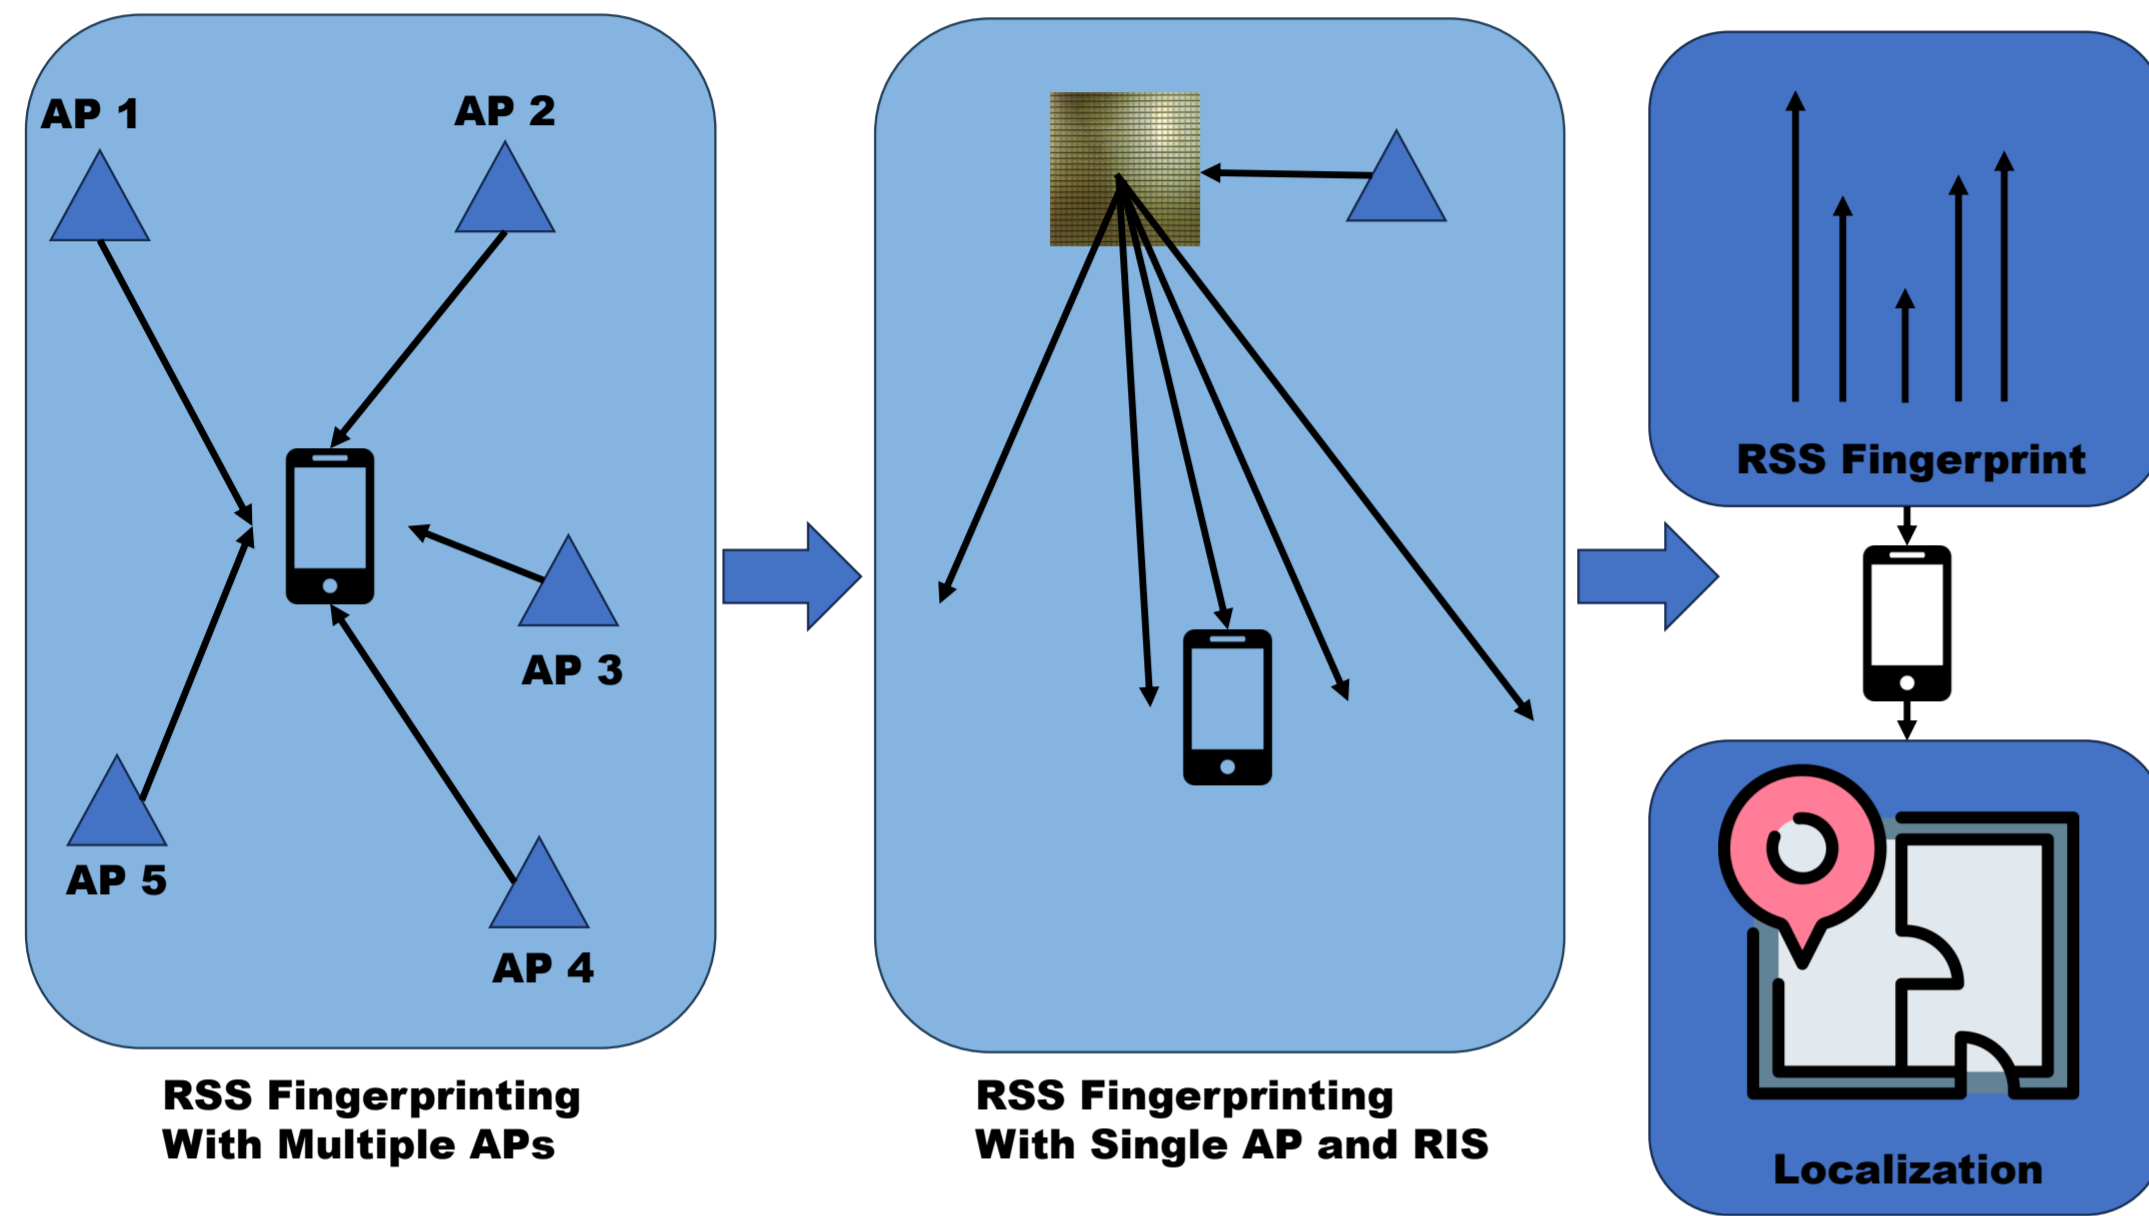 AP 1
AP 2
AP 3
AP 5
AP 4
RSS Fingerprinting
With Multiple APs
RSS Fingerprinting
With Single AP and RIS
RSS Fingerprint
Localization